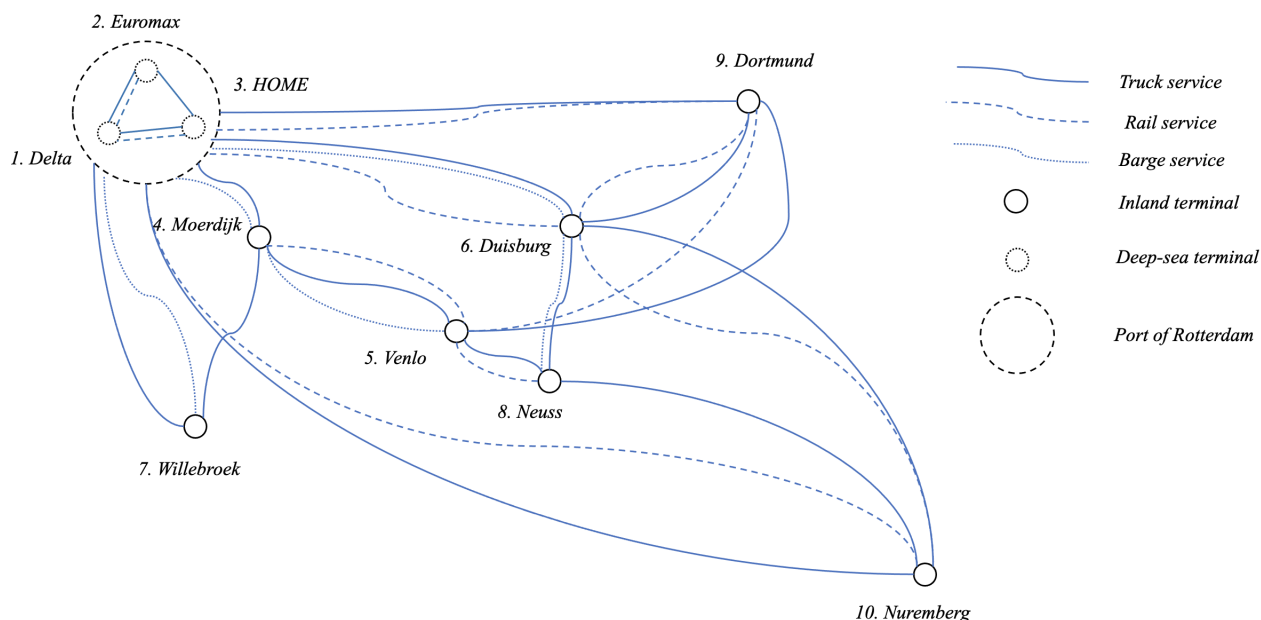 2. Euromax
3. HOME
1. Delta
4. Moerdijk
9. Dortmund
6. Duisburg
5. Venlo
8. Neuss
7. Willebroek
10. Nuremberg
Truck service
Rail service
Barge service
Inland terminal
Deep-sea terminal
Port of Rotterdam